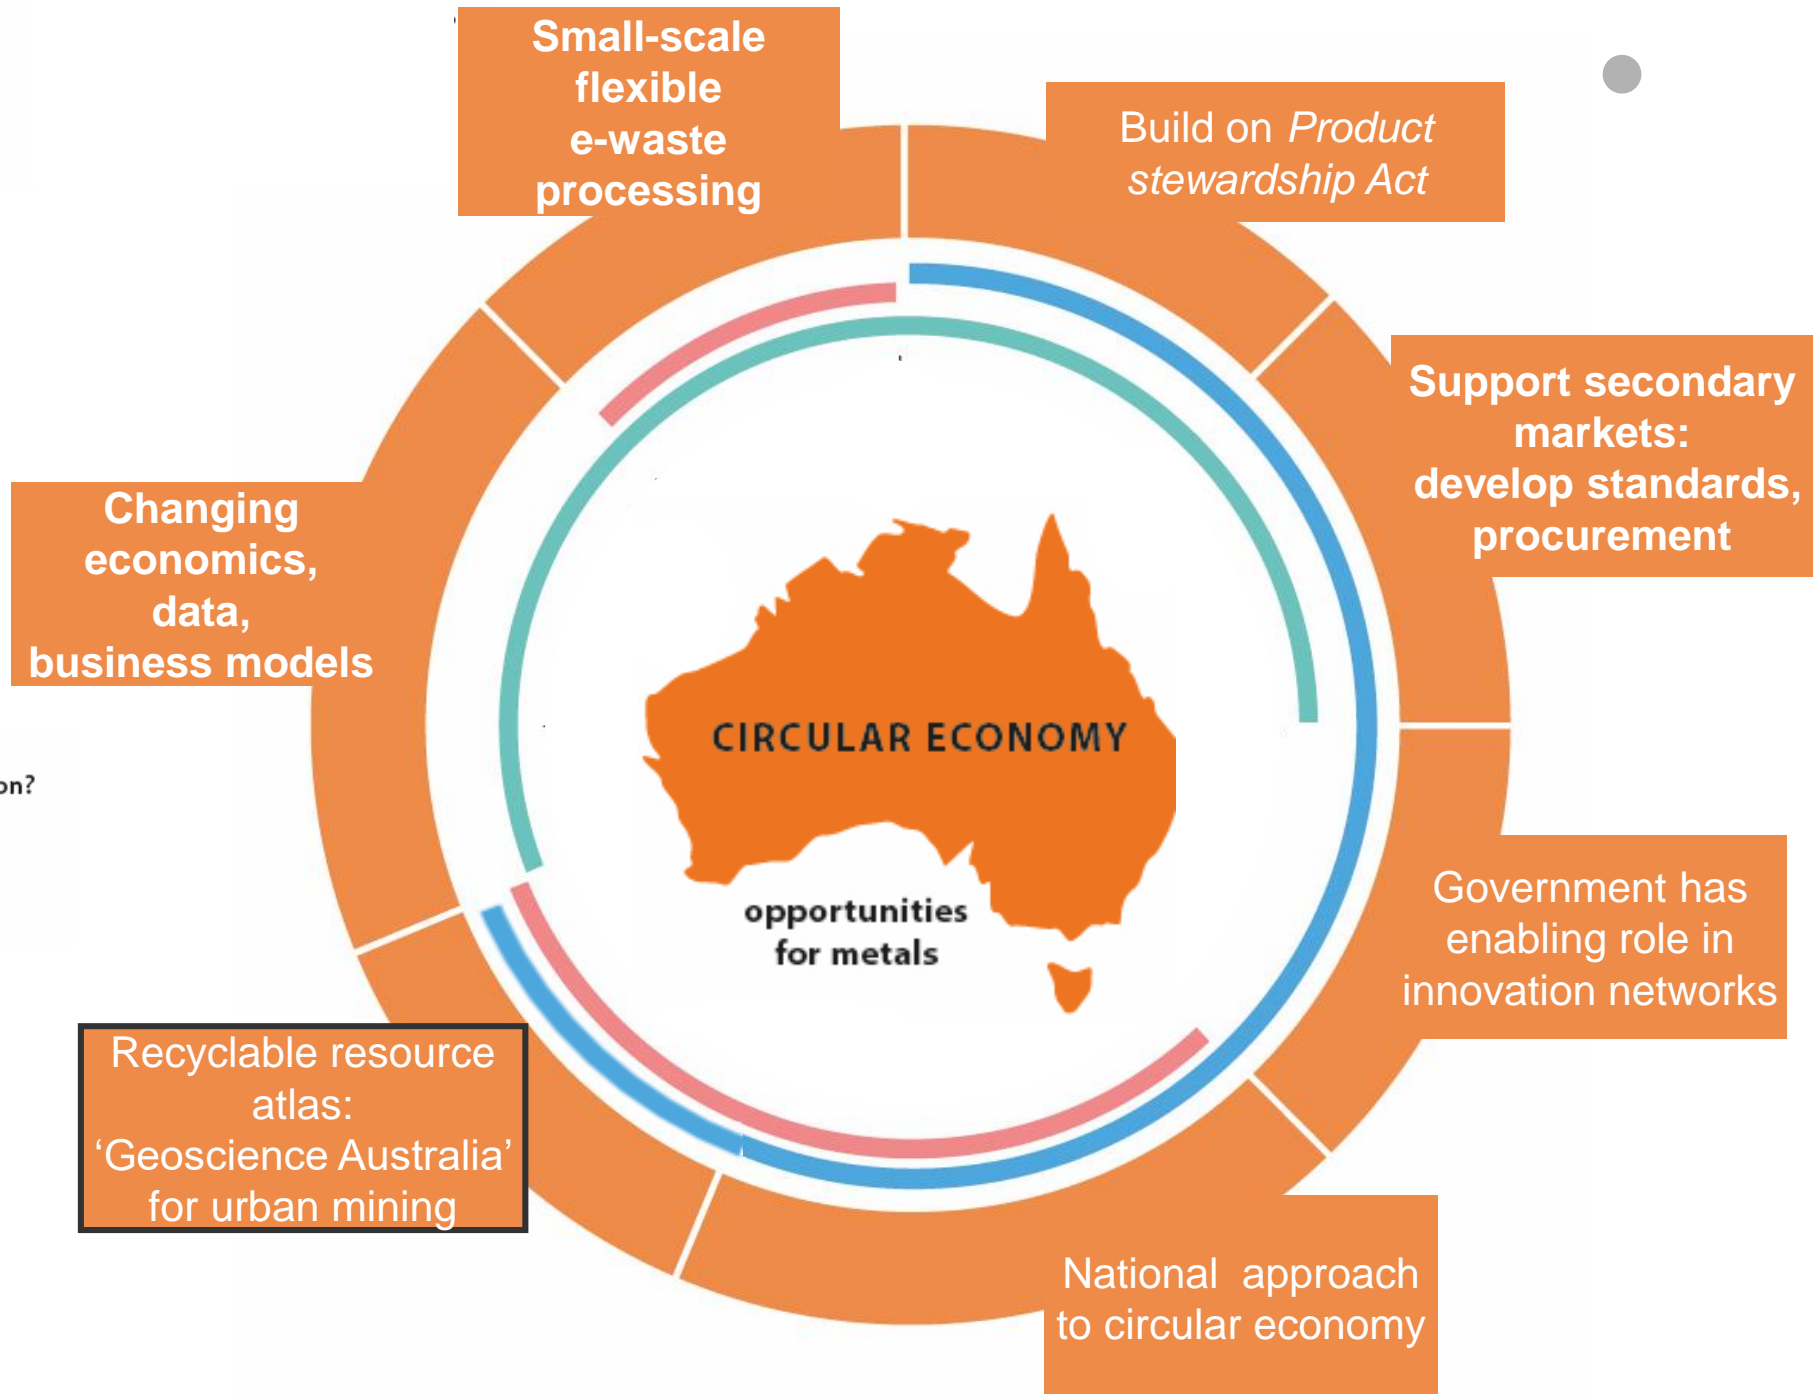 Small-scale
flexible
e-waste
processing
Build on Product
stewardship Act
Support secondary
markets:
develop standards,
procurement
Changing
economics,
data,
business models
CIRCULAR ECONOMY
on?
opportunities
for metals
Government has
enabling role in
innovation networks
Recyclable resource
atlas:
‘Geoscience Australia’
for urban mining
National approach
to circular economy